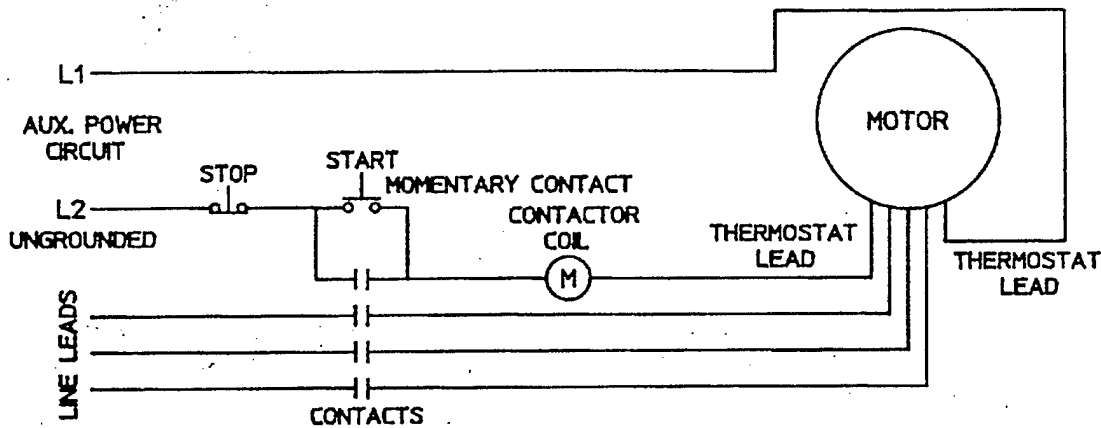 L1
AUX. POWER
CIRCUIT
MOTOR
STOP
START
MOMENTARY CONTACT
L2
UNGROUNDED
CONTACTOR
COIL
M
THERMOSTAT
LEAD
THERMOSTAT
LEAD
LINE LEADS
CONTACTS